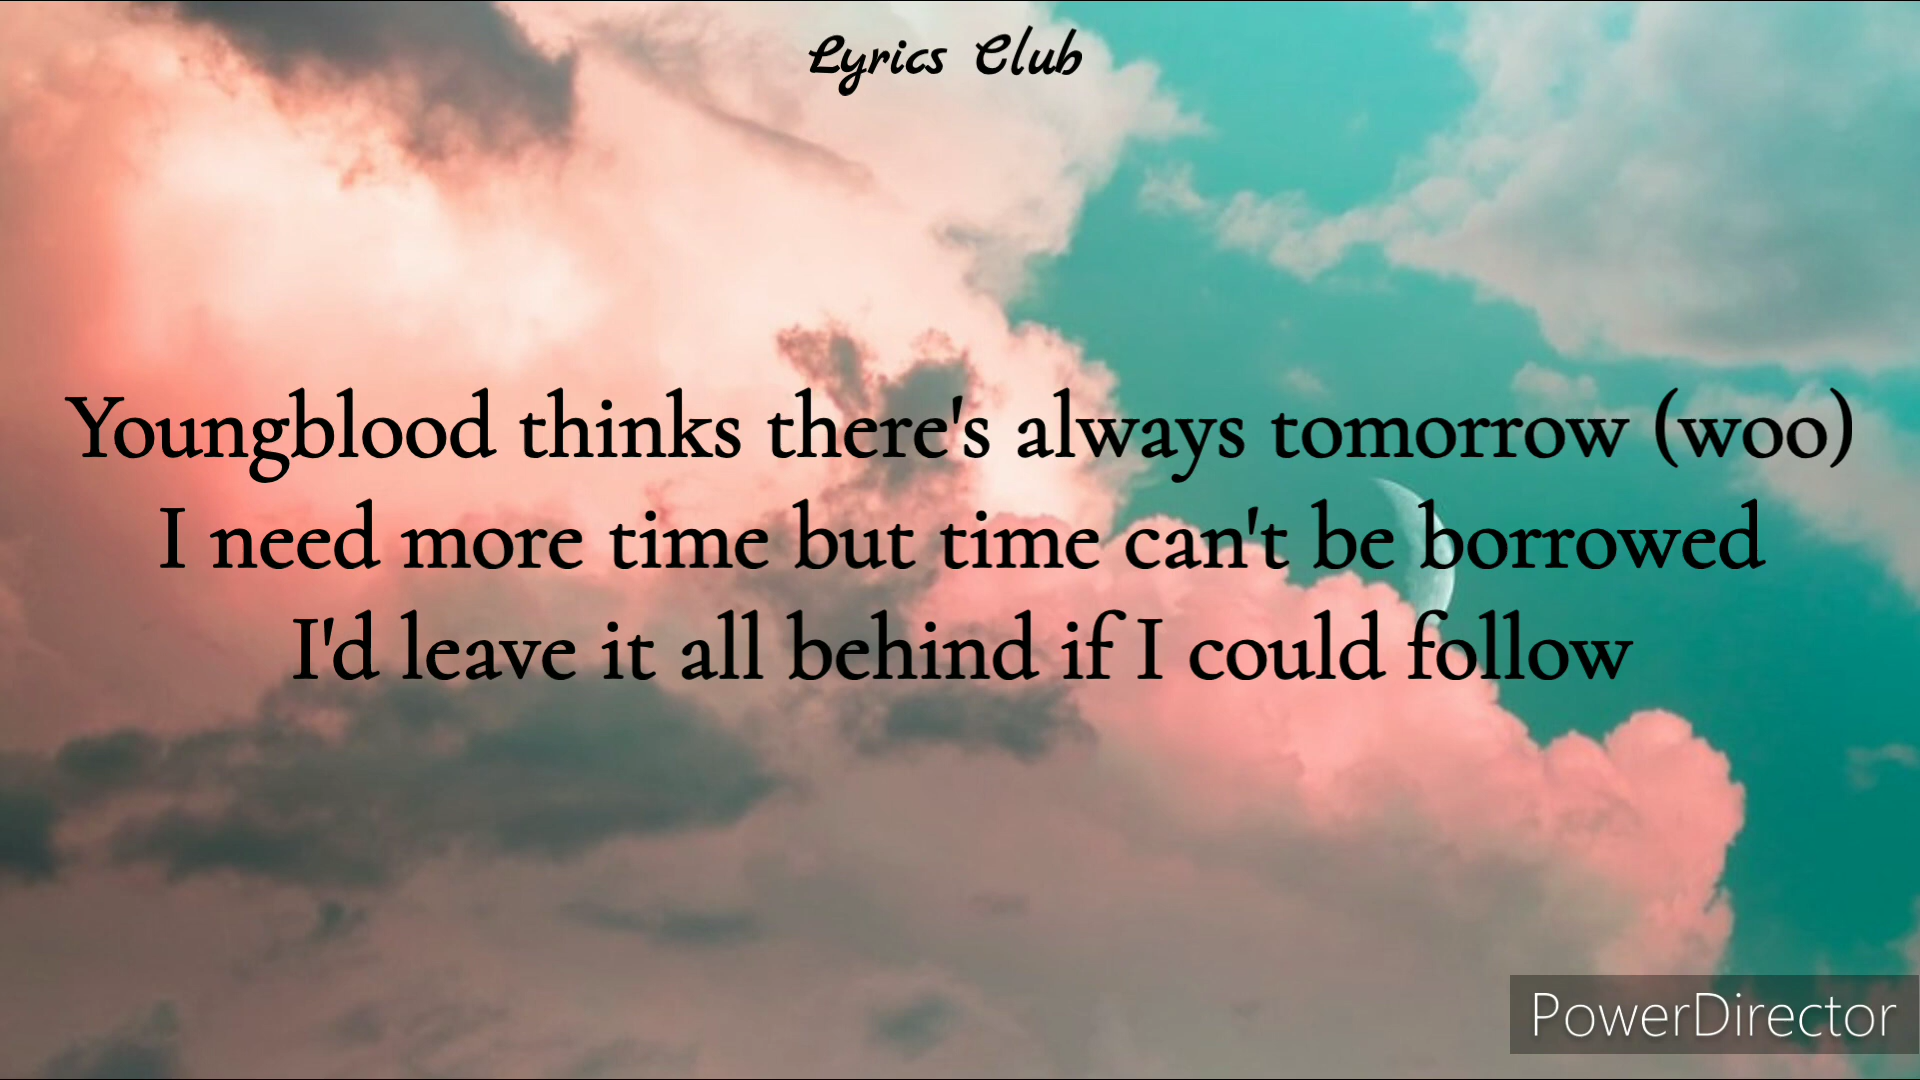 Lyrics Club
Youngblood thinks there's always tomorrow (woo)
I need more time but time can't be borrowed
I'd leave it all behind if I could follow
PowerDirector